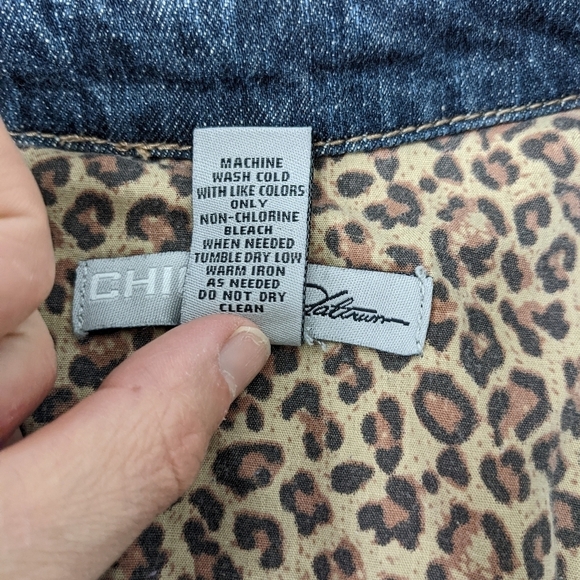 MACHINE
WASH COLD
WITH LIKE COLORS
ONLY
NON-CHLORINE
BLEACH
WHEN NEEDED
TUMBLE DRY LOW
WARM IRON
AS NEEDED
DO NOT DRY
CLEAN
CHI
Platinum